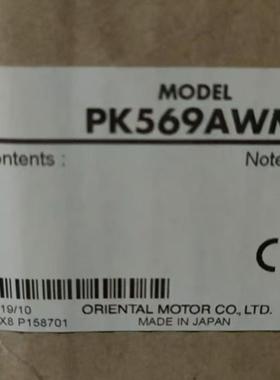 MODEL
PK569AWM
ontents :
Note
C
19/10
ORIENTAL MOTOR CO., LTD.
X8 P158701
MADE IN JAPAN